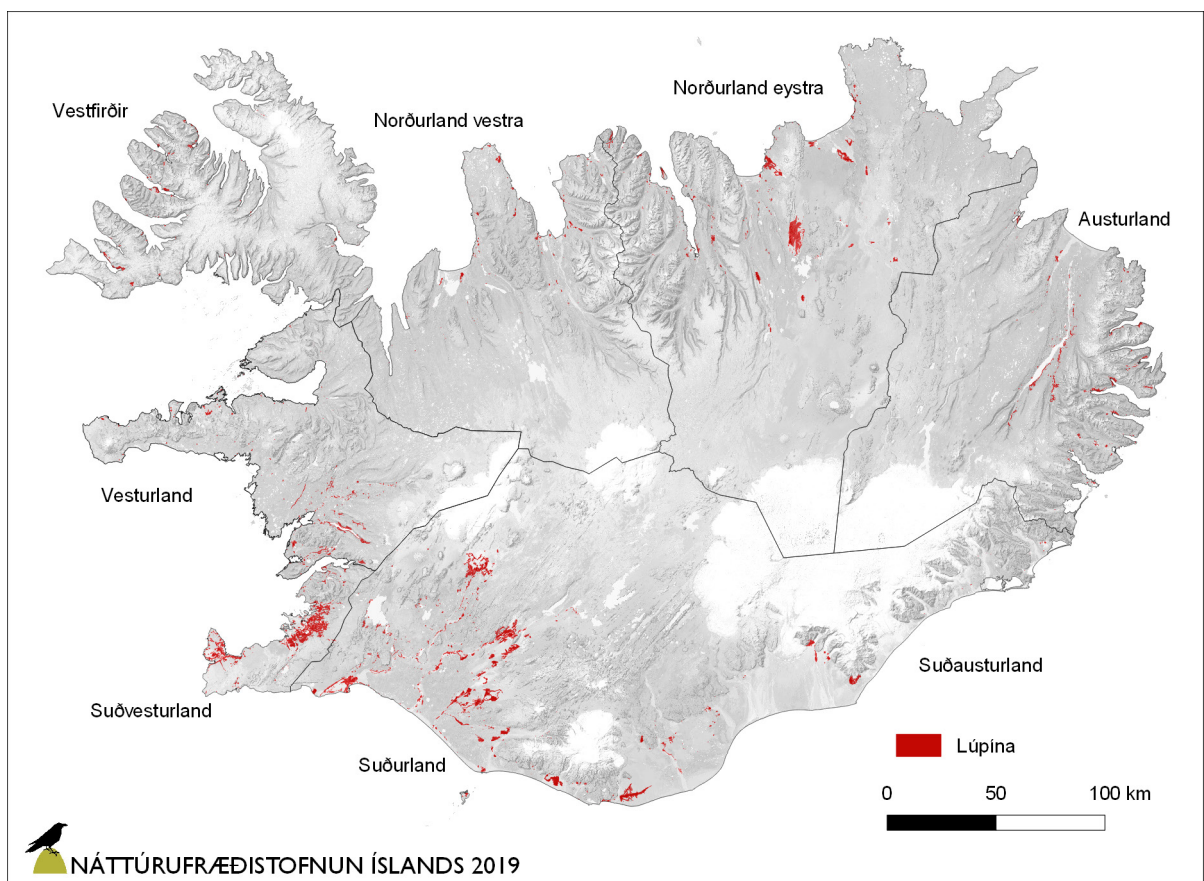 Norðurland eystra
Vestfirðir
Norðurland vestra
Austurland
Vesturland
Suðausturland
Suðvesturland
Lúpína
Suðurland
0 50 100 km
NÁTTÚRUFRÆÐISTOFNUN ÍSLANDS 2019